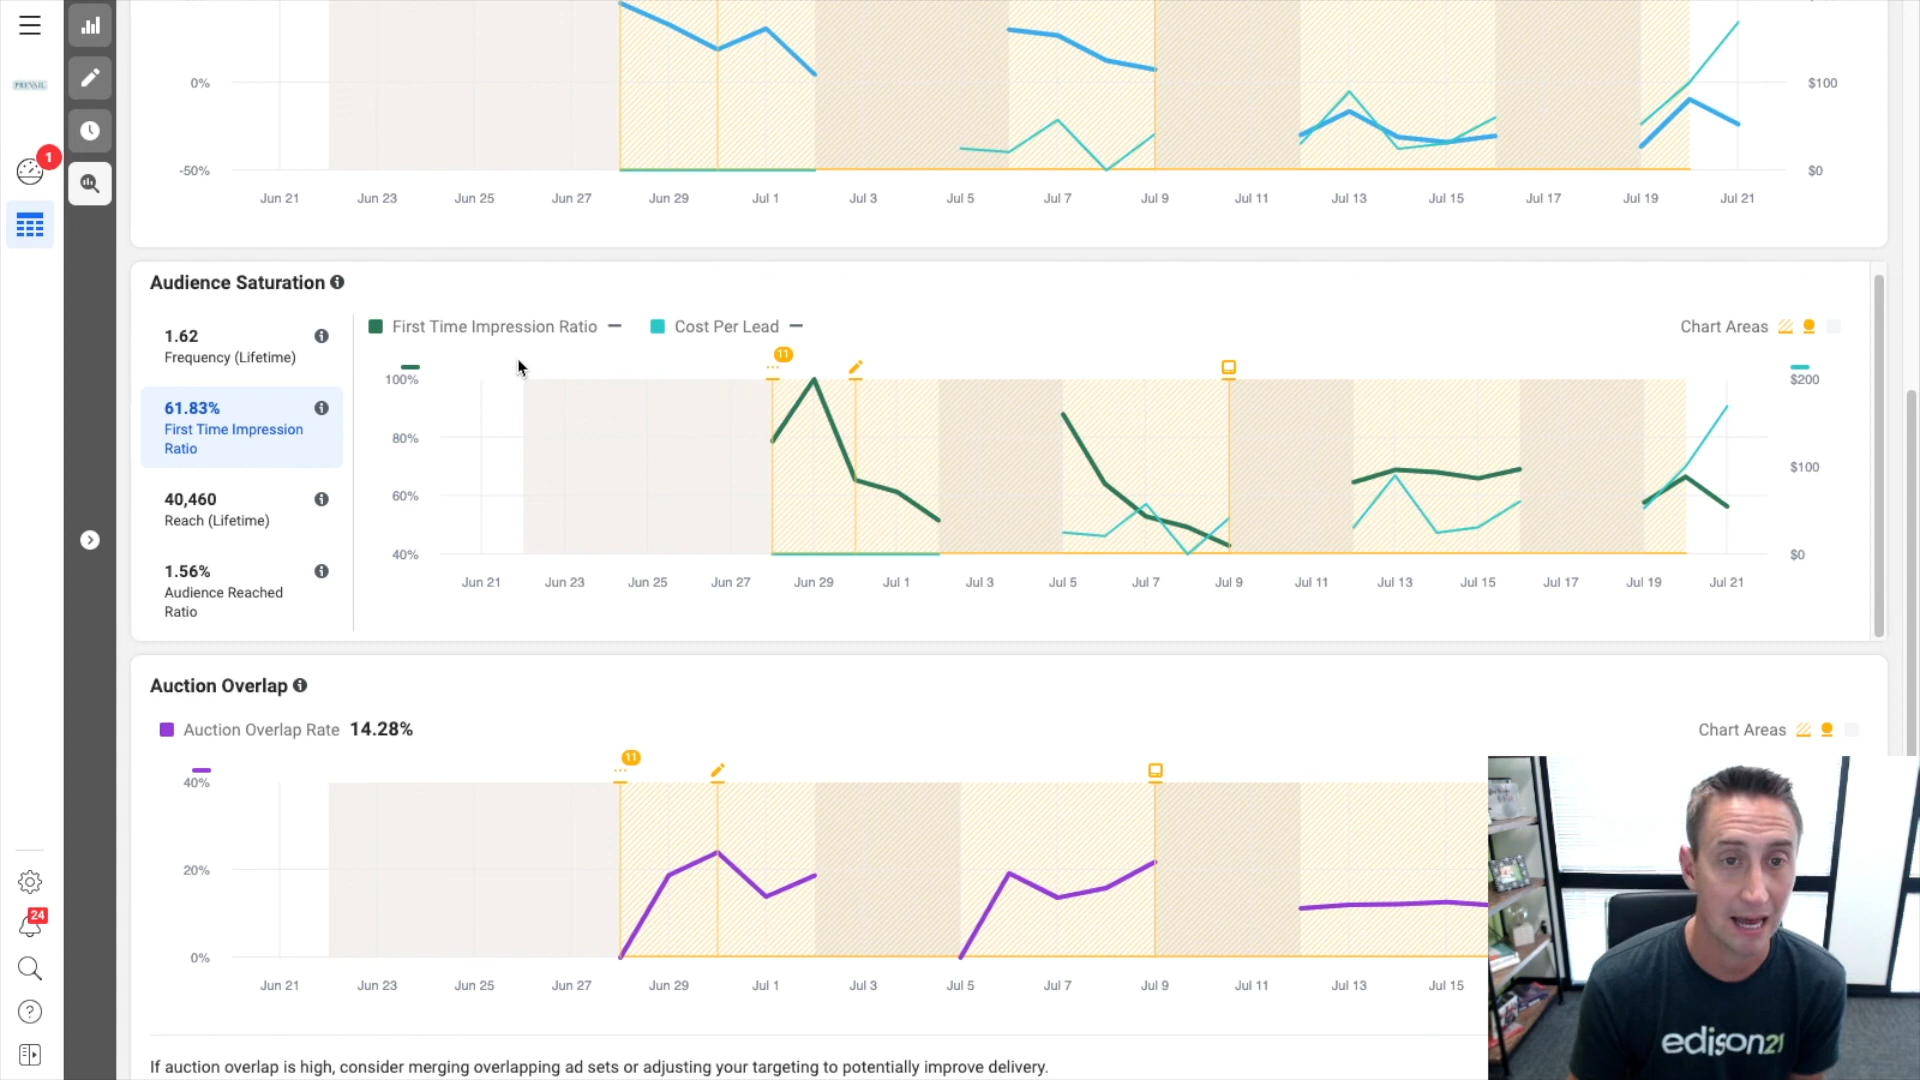 PREVAIL
1
0%
$100
-50%
$0
Jun 21 Jun 23 Jun 25 Jun 27 Jun 29 Jul 1 Jul 3 Jul 5 Jul 7 Jul 9 Jul 11 Jul 13 Jul 15 Jul 17 Jul 19 Jul 21
Audience Saturation
1.62
Frequency (Lifetime)
61.83%
First Time Impression
Ratio
40,460
Reach (Lifetime)
1.56%
Audience Reached
Ratio
First Time Impression Ratio Cost Per Lead
Chart Areas
11
100% $200
80%
$100
60%
40% $0
Jun 21 Jun 23 Jun 25 Jun 27 Jun 29 Jul 1 Jul 3 Jul 5 Jul 7 Jul 9 Jul 11 Jul 13 Jul 15 Jul 17 Jul 19 Jul 21
Auction Overlap
Auction Overlap Rate 14.28%
Chart Areas
11
40%
20%
0%
Jun 21 Jun 23 Jun 25 Jun 27 Jun 29 Jul 1 Jul 3 Jul 5 Jul 7 Jul 9 Jul 11 Jul 13 Jul 15
If auction overlap is high, consider merging overlapping ad sets or adjusting your targeting to potentially improve delivery.
24
edison21